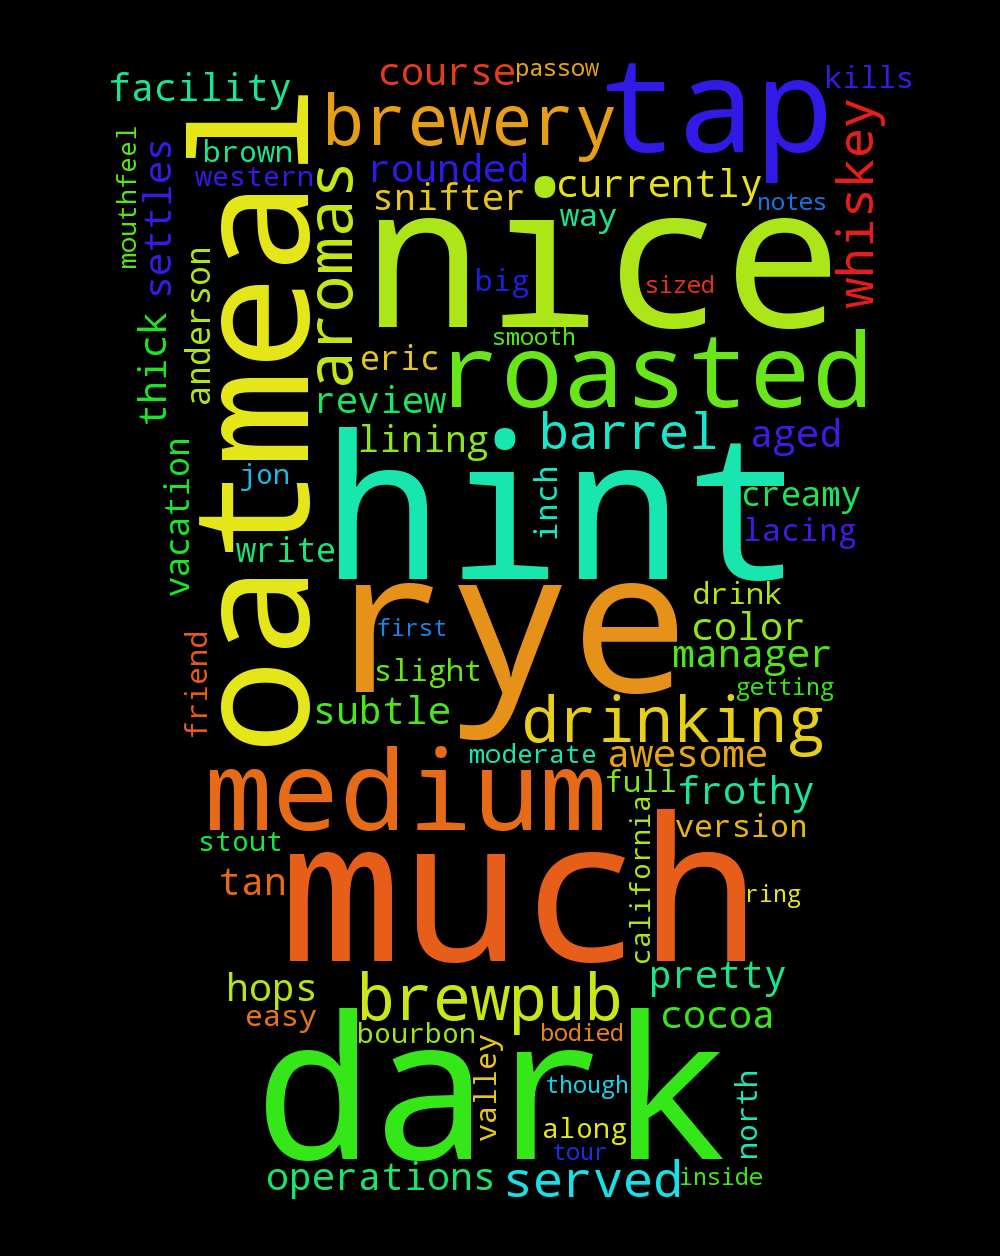 course
passow
facility
brewery
tap
kills
oatmeal
mouthfeel
settles
brown
western
rounded
snifter
currently
whiskey
aromas
nice
way
notes
big
sized
anderson
thick
smooth
eric
roasted
review
lining
barrel
aged
vacation
jon
hint
inch
creamy
lacing
write
rye
drink
first
color
slight
manager
friend
subtle
getting
drinking
moderate
awesome
medium
full
frothy
version
stout
california
tan
much
ring
hops
brewpub
pretty
easy
cocoa
bourbon
bodied
dark
valley
though
north
along
tour
operations
served
inside